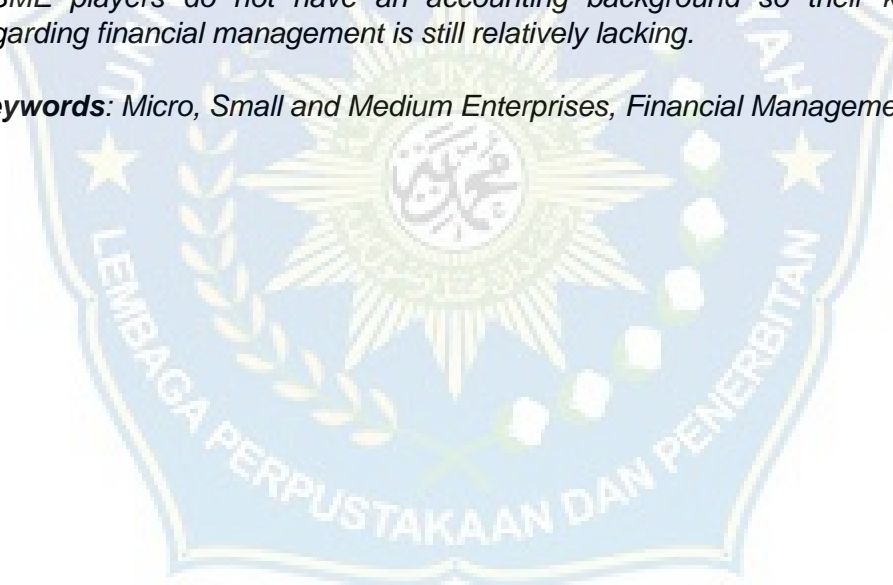 players do not have an accounting background so their
garding financial management is still relatively lacking.
eywords: Micro, Small and Medium Enterprises, Financial Manageme
LEMBAGA PERPUSTAKAAN DAN PENERBITAN